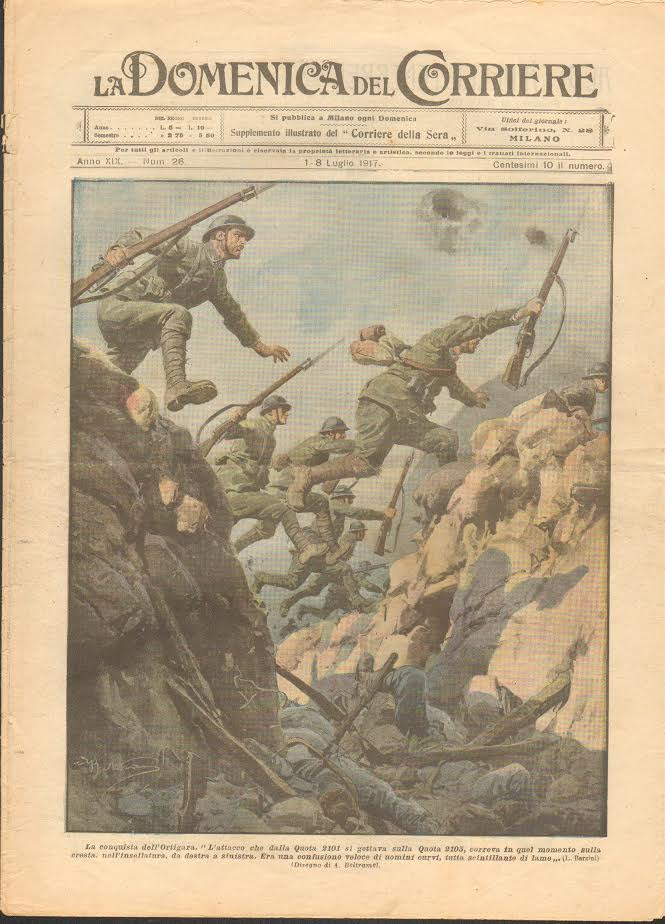 LA DOMENICA DEL CORRIERE
DEL REGNO ESTERO
Anno . . . . . . . . L. 5 — L. 10 —
Semestre . . . . . » 2 75 » 5 50
Si pubblica a Milano ogni Domenica
Supplemento illustrato del "Corriere della Sera„
Uffici del giornale:
Via Solferino, N. 28
MILANO
Per tutti gli articoli e illustrazioni è riservata la proprietà letteraria e artistica, secondo le leggi e i trattati internazionali.
Anno XIX. — Num. 26. 1-8 Luglio 1917. Centesimi 10 il numero.
La conquista dell'Ortigara. "L'attacco che dalla Quota 2101 si gettava sulla Quota 2105, correva in quel momento sulla
cresta, nell'insellatura, da destra a sinistra. Era una confusione veloce di uomini curvi, tutta scintillante di lame„. (L. Barzini)
(Disegno di A. Beltrame).